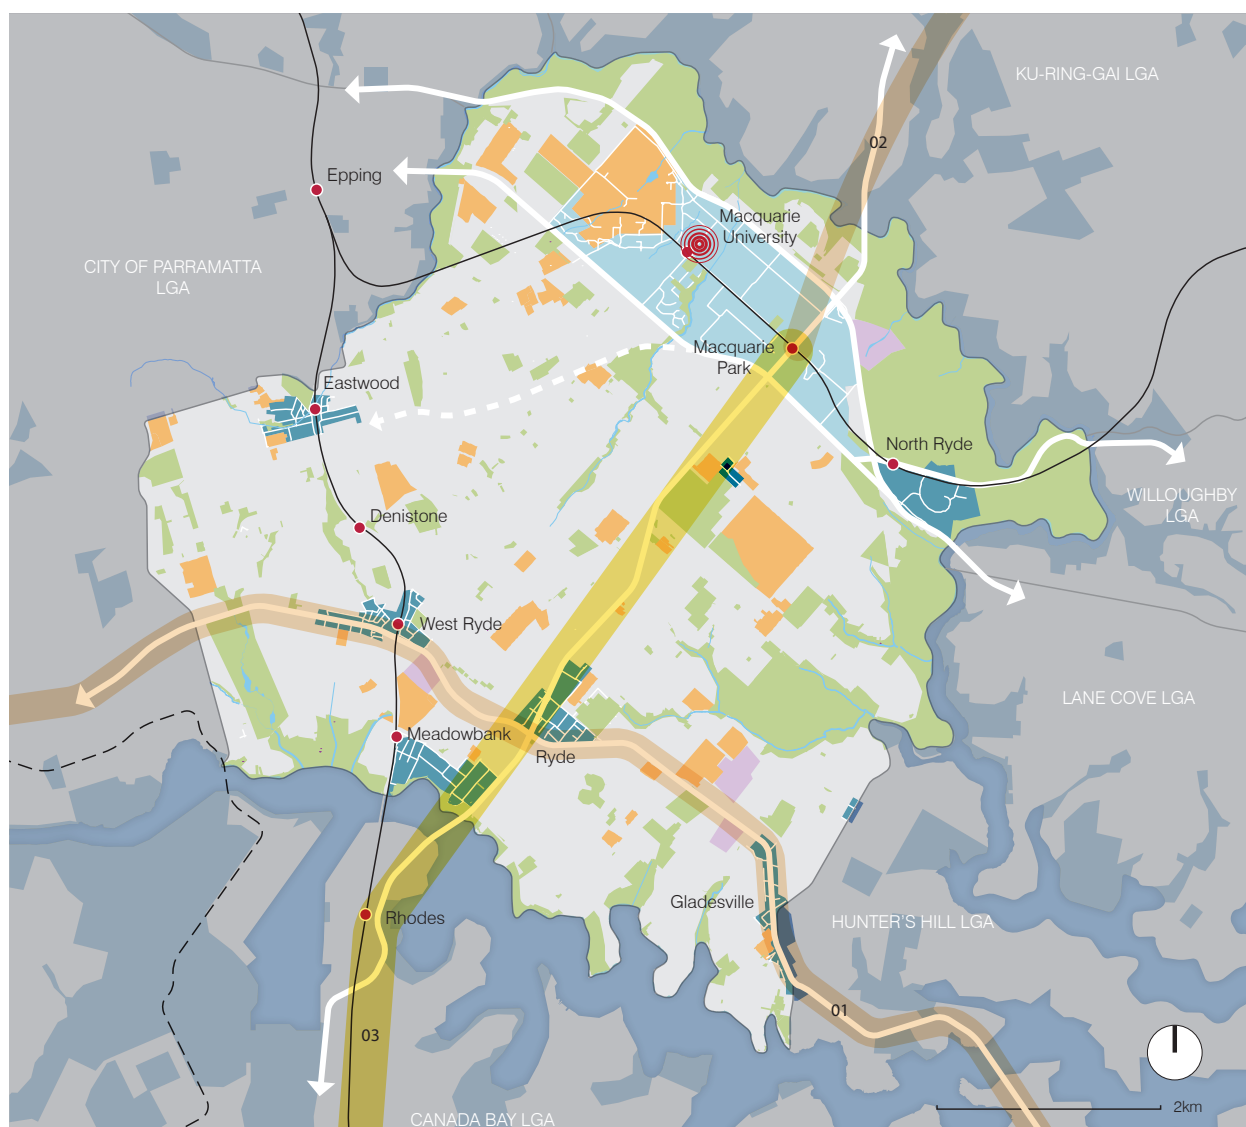 KU-RING-GAI LGA
02
Epping
Macquarie
University
CITY OF PARRAMATTA
LGA
Macquarie
Park
Eastwood
North Ryde
WILLOUGHBY
LGA
Denistone
West Ryde
LANE COVE LGA
Meadowbank
Ryde
Gladesville
Rhodes
HUNTER'S HILL LGA
01
03
2km
CANADA BAY LGA